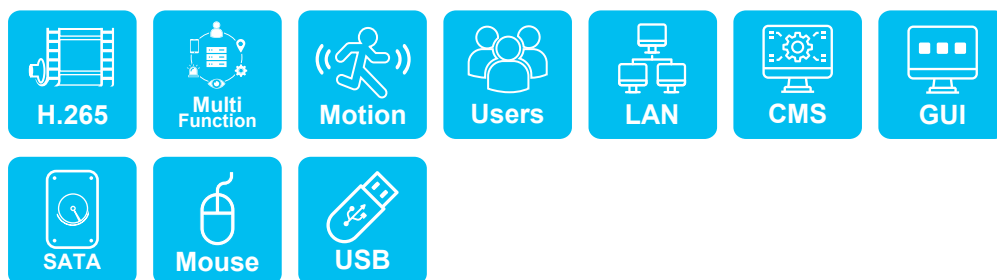 H.265
Multi
Function
Motion
Users
LAN
CMS
GUI
SATA
Mouse
USB